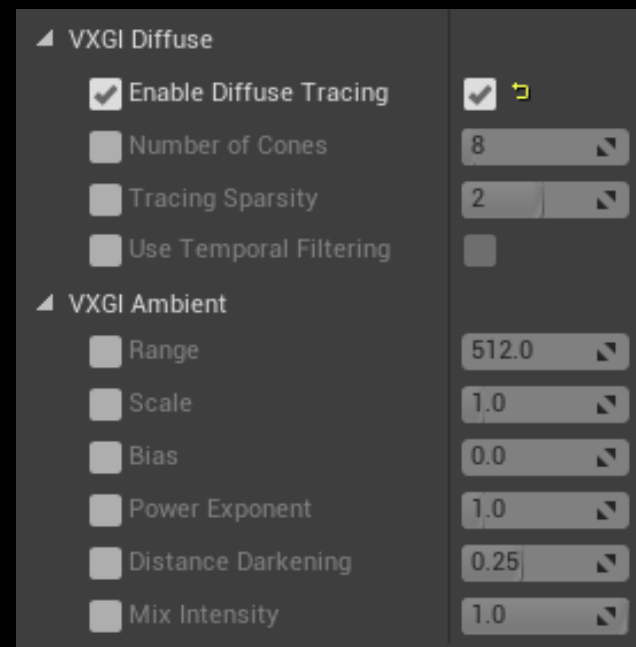 VXGI Diffuse
Enable Diffuse Tracing
Number of Cones 8
Tracing Sparsity 2
Use Temporal Filtering
VXGI Ambient
Range 512.0
Scale 1.0
Bias 0.0
Power Exponent 1.0
Distance Darkening 0.25
Mix Intensity 1.0